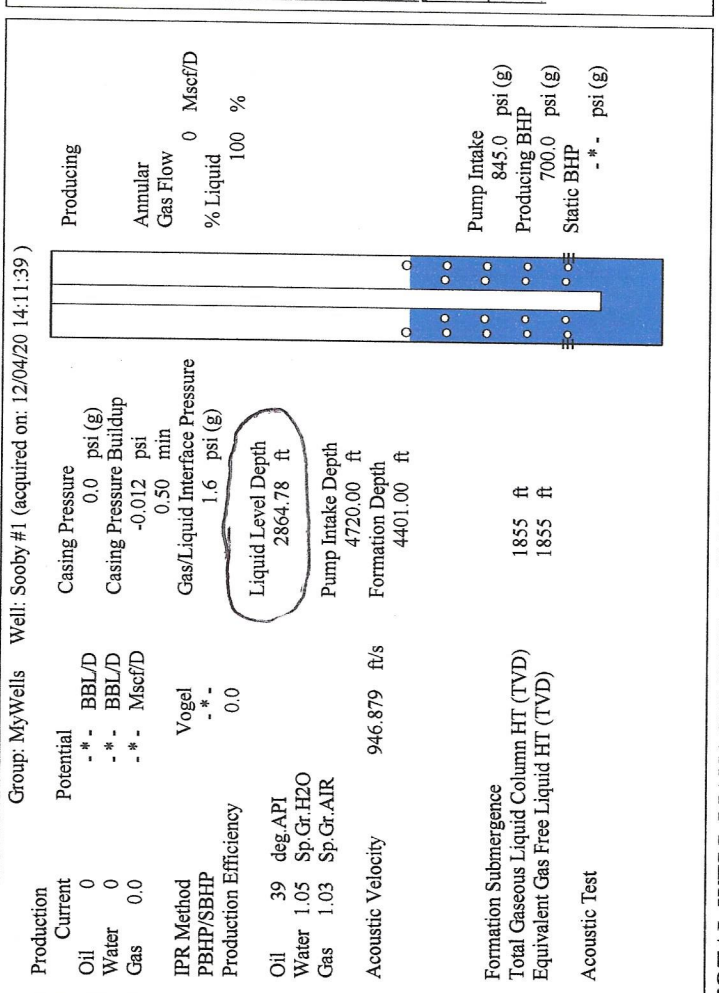 Group: MyWells Well: Sooby #1 (acquired on: 12/04/20 14:11:39 )
Production
Current Potential
Oil 0 - * - BBL/D
Water 0 - * - BBL/D
Gas 0.0 - * - Mscf/D
IPR Method Vogel
PBHP/SBHP - * -
Production Efficiency 0.0
Oil 39 deg.API
Water 1.05 Sp.Gr.H2O
Gas 1.03 Sp.Gr.AIR
Acoustic Velocity 946.879 ft/s
Formation Submergence
Total Gaseous Liquid Column HT (TVD) 1855 ft
Equivalent Gas Free Liquid HT (TVD) 1855 ft
Acoustic Test
Casing Pressure
0.0 psi (g)
Casing Pressure Buildup
-0.012 psi
0.50 min
Gas/Liquid Interface Pressure
1.6 psi (g)
Liquid Level Depth
2864.78 ft
Pump Intake Depth
4720.00 ft
Formation Depth
4401.00 ft
Producing
Annular
Gas Flow
0 Mscf/D
% Liquid
100 %
Pump Intake
845.0 psi (g)
Producing BHP
700.0 psi (g)
Static BHP
- * - psi (g)